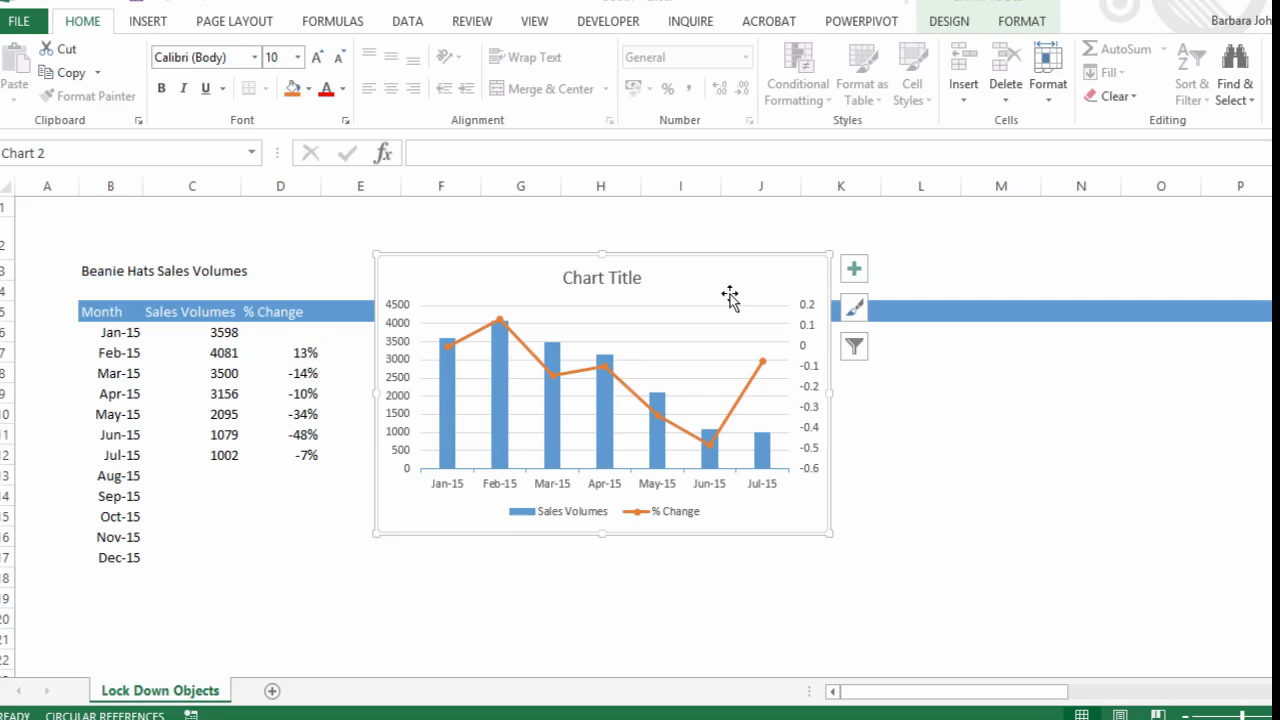 FILE HOME INSERT PAGE LAYOUT FORMULAS DATA REVIEW VIEW DEVELOPER INQUIRE ACROBAT POWERPIVOT DESIGN FORMAT Barbara Joh
Cut
Copy
Format Painter
Paste
Clipboard
Calibri (Body) 10
B I U
Font
Wrap Text
Merge & Center
Alignment
General
%
Number
Conditional Formatting
Format as Table
Cell Styles
Styles
Insert Delete Format
Cells
AutoSum
Fill
Clear
Sort & Filter
Find & Select
Editing
Chart 2 fx
A B C D E F G H I J K L M N O P
Beanie Hats Sales Volumes
Month Sales Volumes % Change
Jan-15 3598
Feb-15 4081 13%
Mar-15 3500 -14%
Apr-15 3156 -10%
May-15 2095 -34%
Jun-15 1079 -48%
Jul-15 1002 -7%
Aug-15
Sep-15
Oct-15
Nov-15
Dec-15
Chart Title
4500 0.2
4000 0.1
3500 0
3000 -0.1
2500 -0.2
2000 -0.3
1500 -0.4
1000 -0.5
500
0 -0.6
Jan-15 Feb-15 Mar-15 Apr-15 May-15 Jun-15 Jul-15
Sales Volumes % Change
Lock Down Objects
READY CIRCULAR REFERENCES